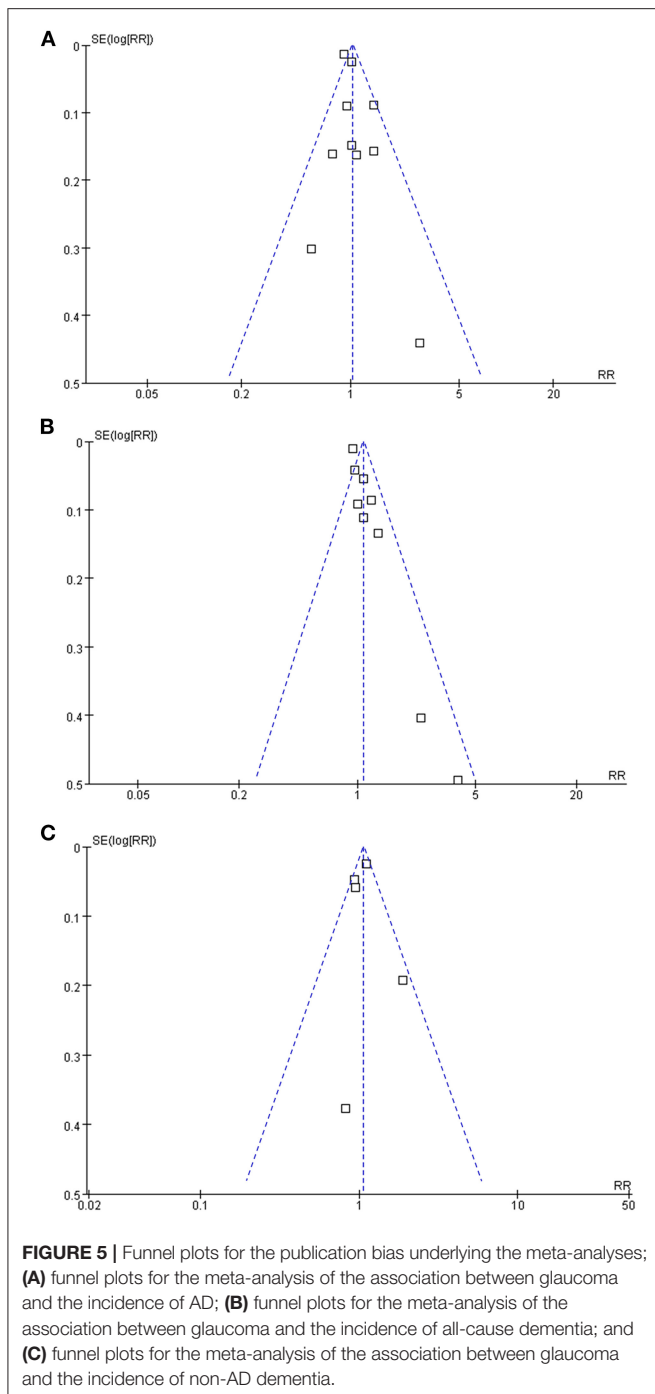 A
SE(log[RR])
0
0.1
0.2
0.3
0.4
0.5
RR
0.05 0.2 1 5 20
B
SE(log[RR])
0
0.1
0.2
0.3
0.4
0.5
RR
0.05 0.2 1 5 20
C
SE(log[RR])
0
0.1
0.2
0.3
0.4
0.5
RR
0.02 0.1 1 10 50
FIGURE 5 | Funnel plots for the publication bias underlying the meta-analyses;
(A) funnel plots for the meta-analysis of the association between glaucoma
and the incidence of AD; (B) funnel plots for the meta-analysis of the
association between glaucoma and the incidence of all-cause dementia; and
(C) funnel plots for the meta-analysis of the association between glaucoma
and the incidence of non-AD dementia.